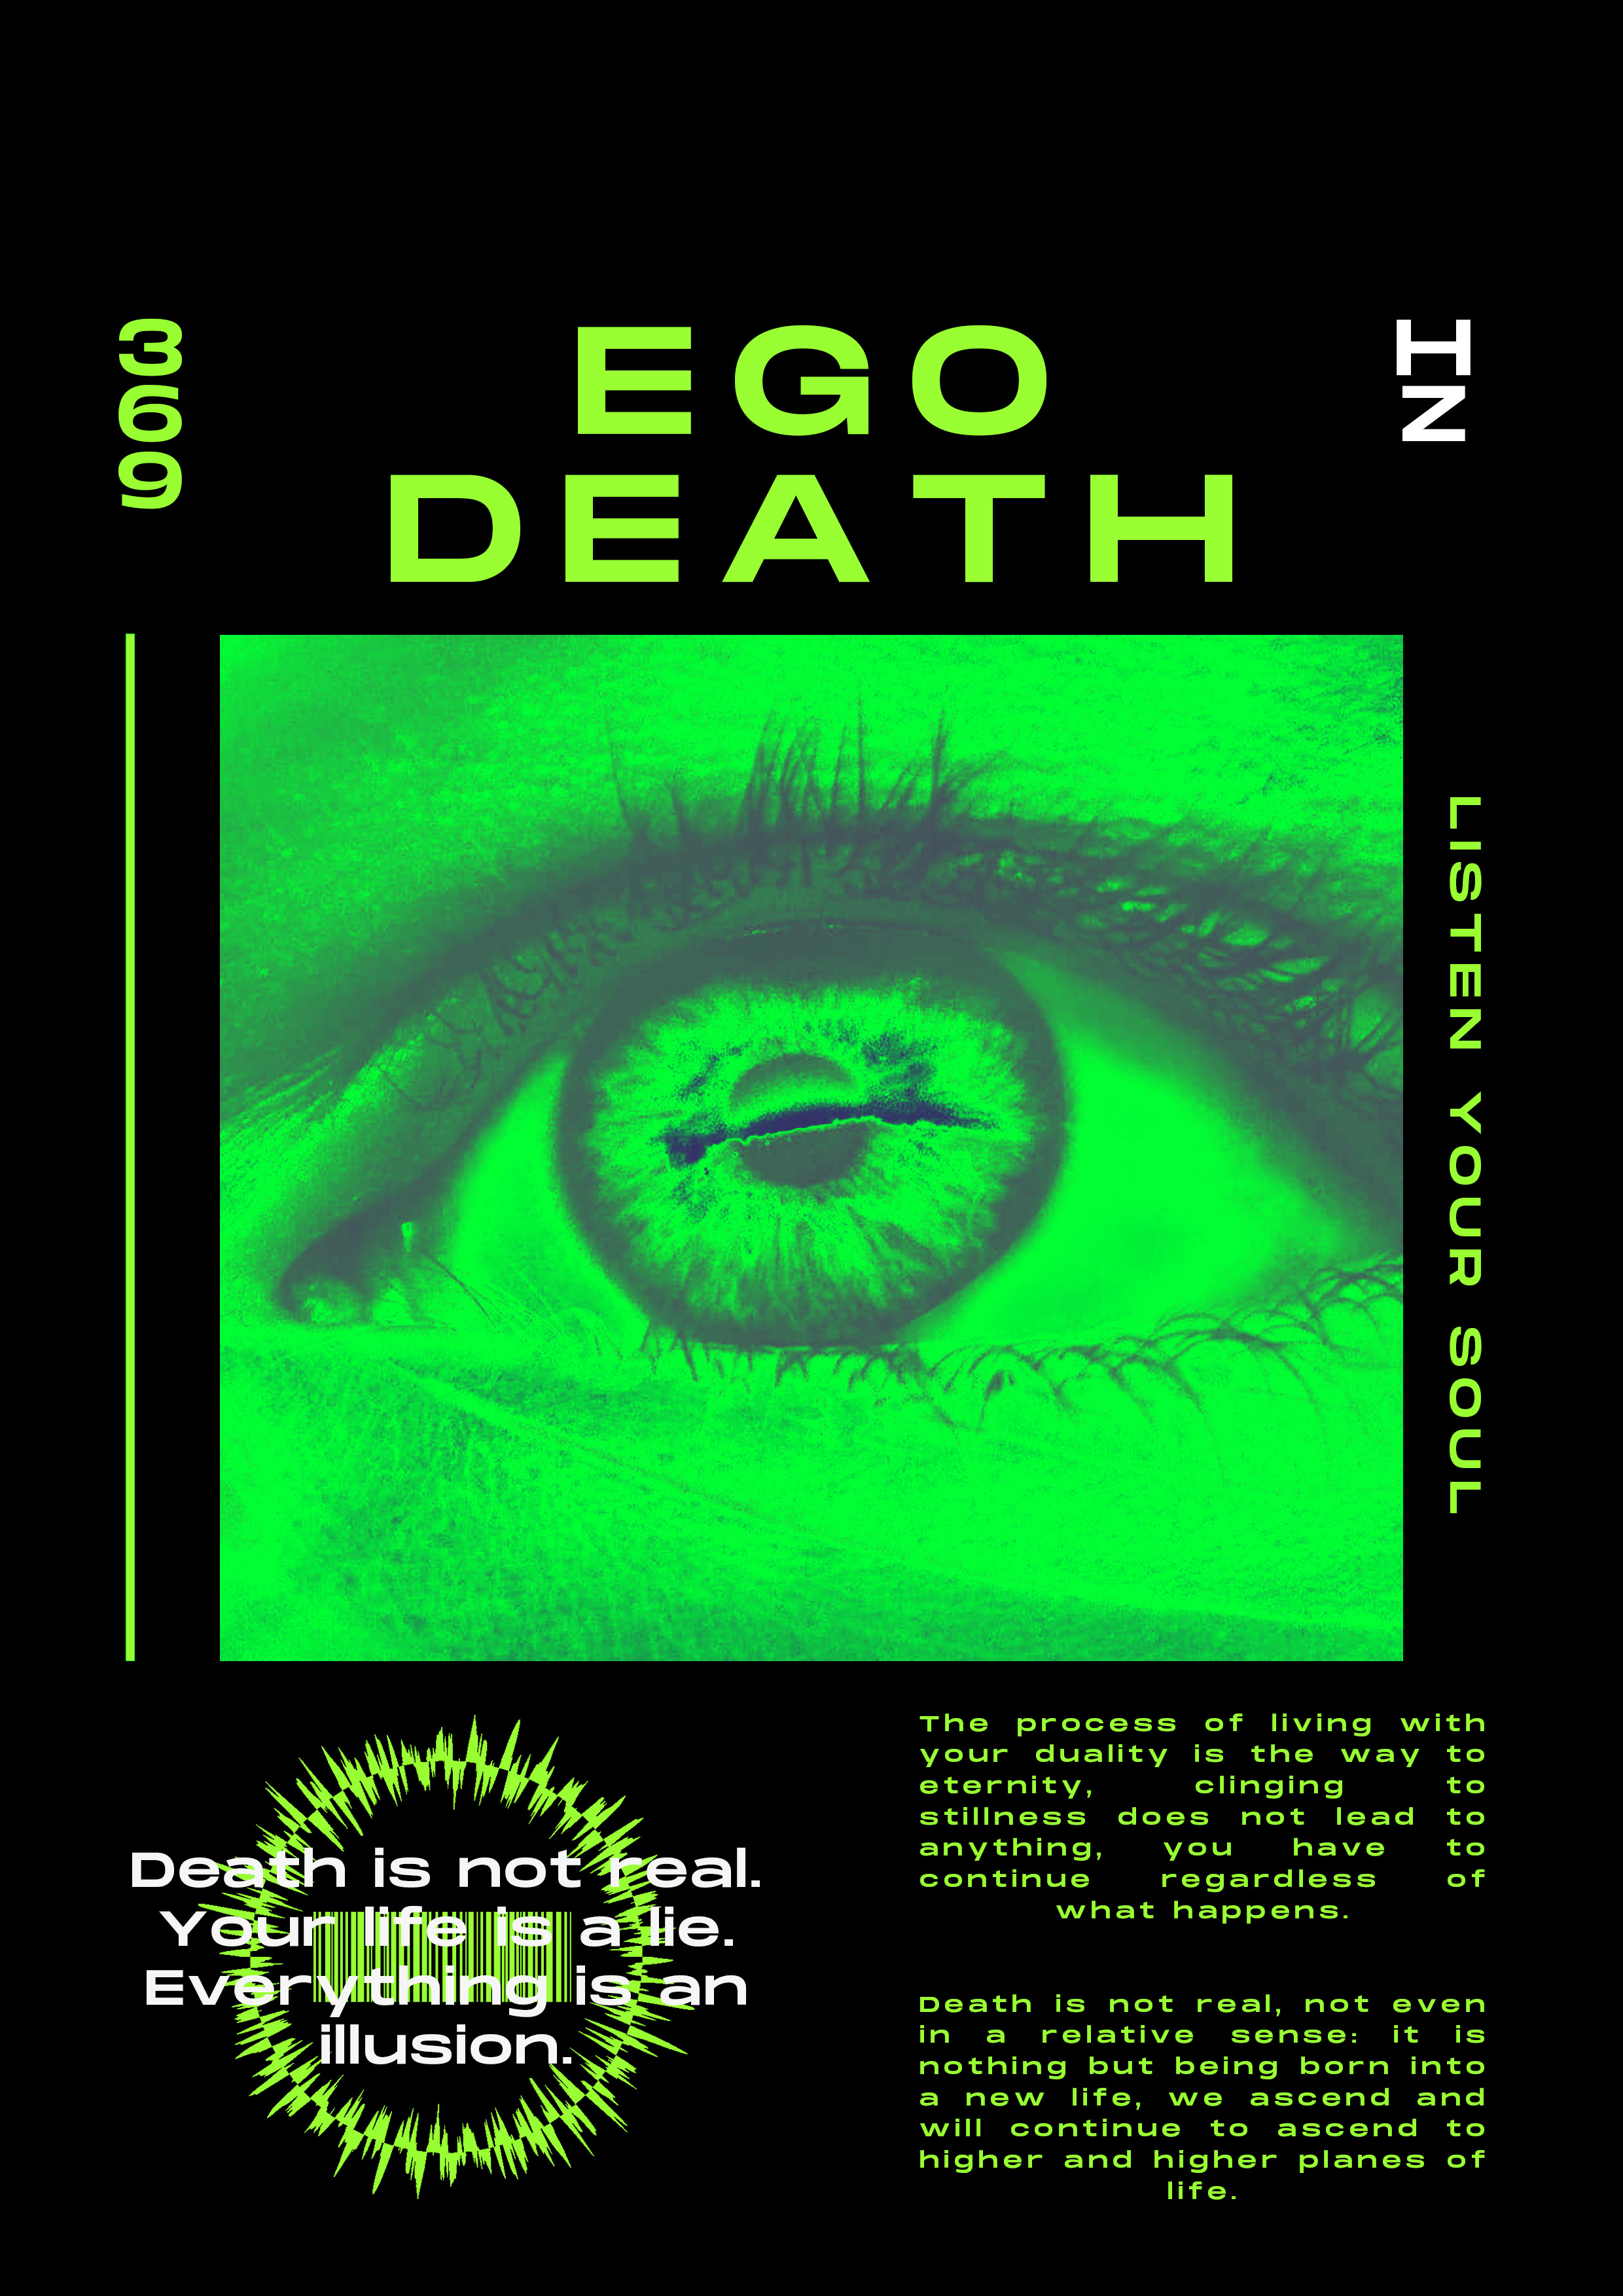 3
6
9
EGO
DEATH
HN
LISTEN YOUR SOUL
Death is not real.
Your life is a lie.
Everything is an
illusion.
The process of living with
your duality is the way to
eternity, clinging to
stillness does not lead to
anything, you have to
continue regardless of
what happens.
Death is not real, not even
in a relative sense: it is
nothing but being born into
a new life, we ascend and
will continue to ascend to
higher and higher planes of
life.